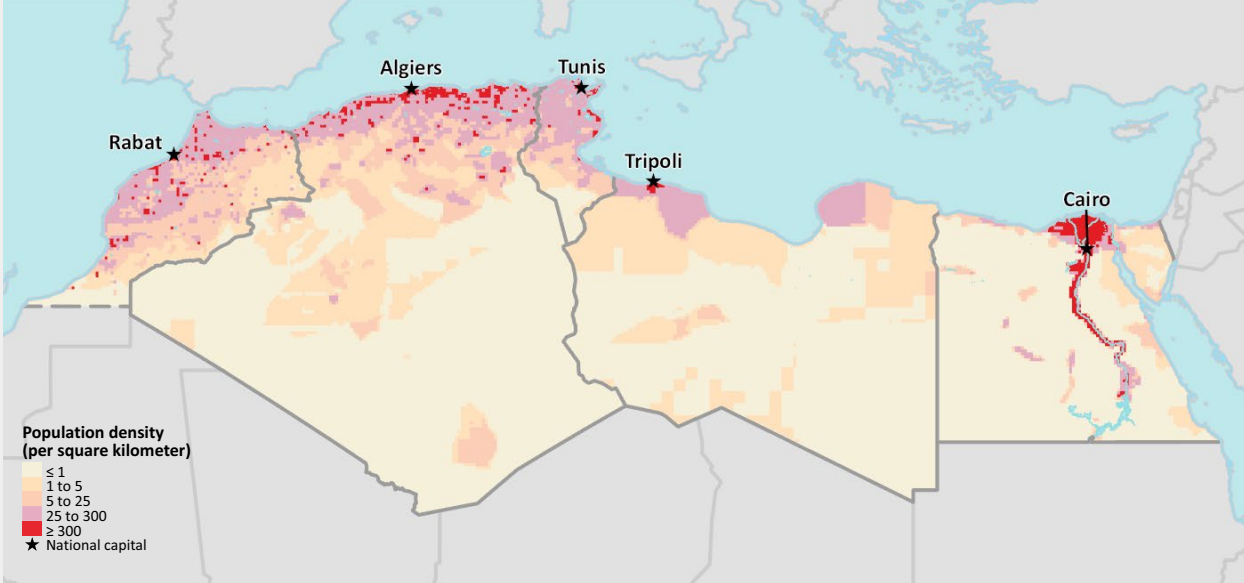 Algiers
Tunis
Rabat
Tripoli
Cairo
Population density
(per square kilometer)
≤ 1
1 to 5
5 to 25
25 to 300
≥ 300
National capital